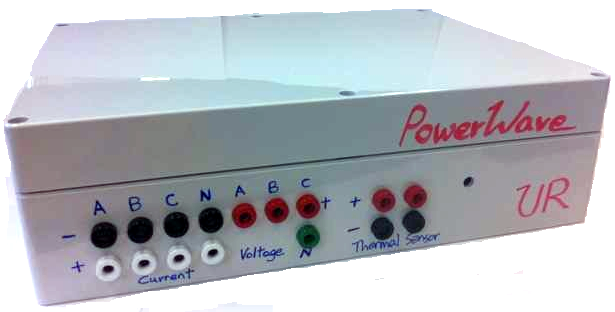 PowerWave
UR
A B C N A B C
- + + -
+ Current Voltage N Thermal Sensor